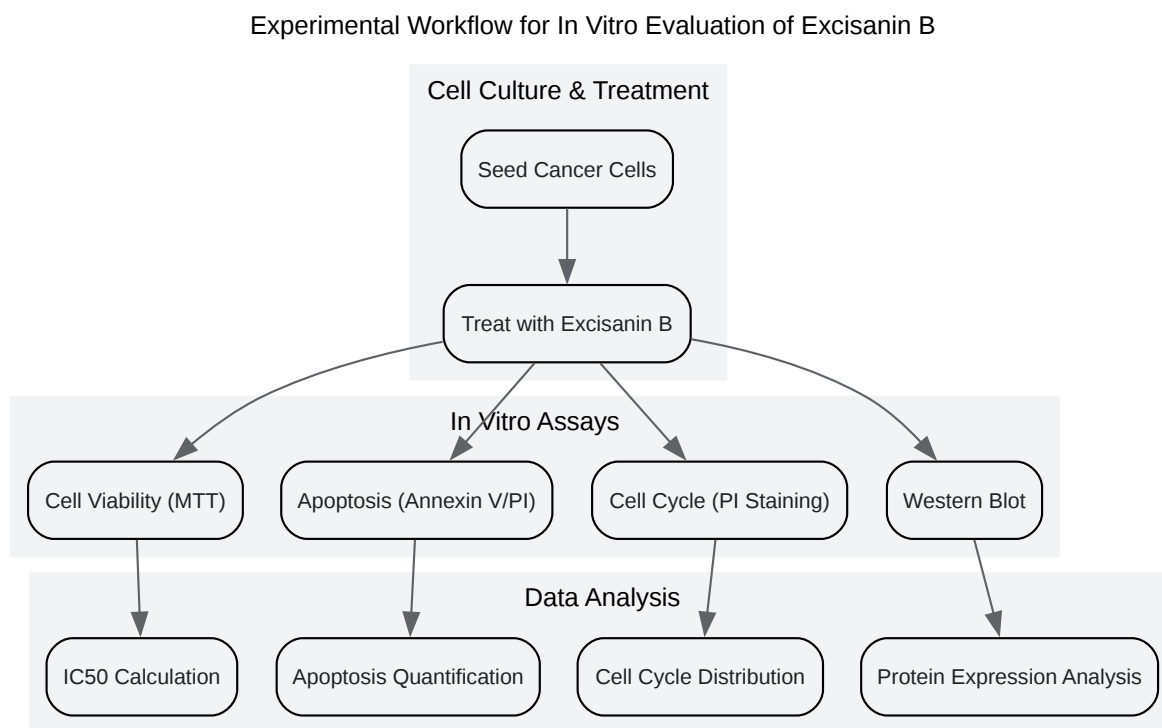 Experimental Workflow for In Vitro Evaluation of Excisanin B
Cell Culture & Treatment
Seed Cancer Cells
Treat with Excisanin B
In Vitro Assays
Cell Viability (MTT)
Apoptosis (Annexin V/PI)
Cell Cycle (PI Staining)
Western Blot
Data Analysis
IC50 Calculation
Apoptosis Quantification
Cell Cycle Distribution
Protein Expression Analysis